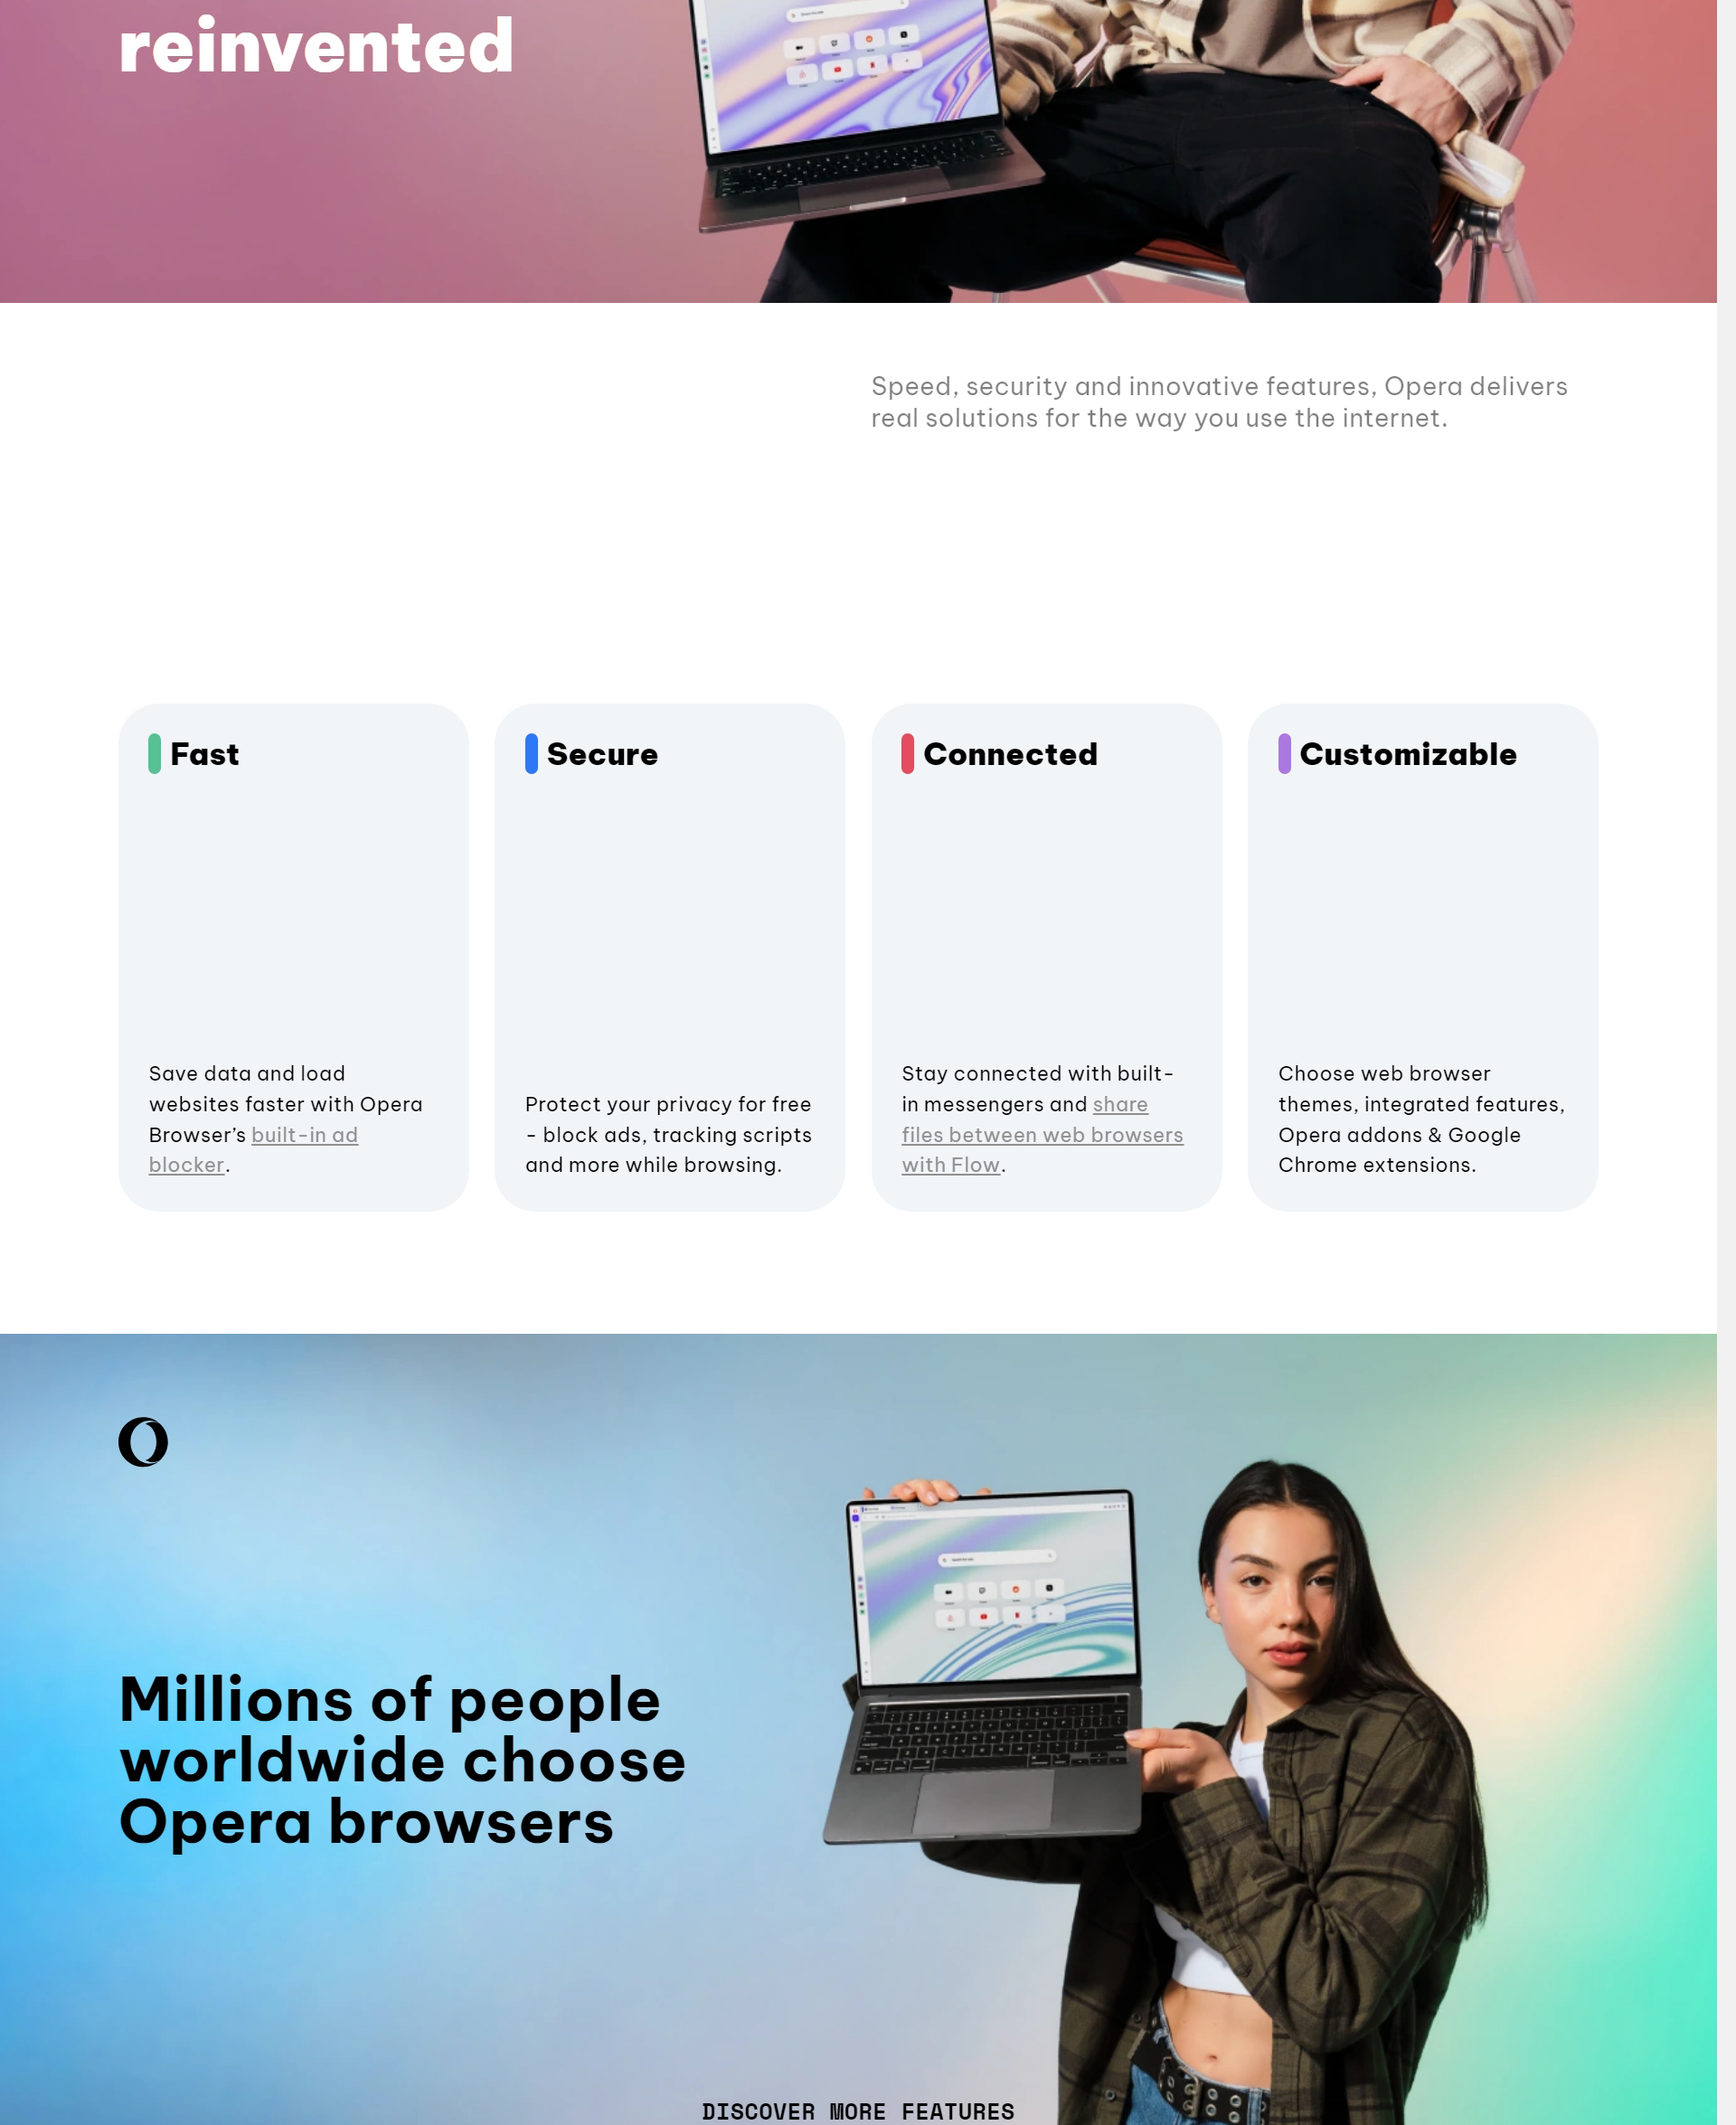 reinvented
Speed, security and innovative features, Opera delivers
real solutions for the way you use the internet.
Fast
Save data and load
websites faster with Opera
Browser’s built-in ad
blocker.
Secure
Protect your privacy for free
- block ads, tracking scripts
and more while browsing.
Connected
Stay connected with built-
in messengers and share
files between web browsers
with Flow.
Customizable
Choose web browser
themes, integrated features,
Opera addons & Google
Chrome extensions.
Millions of people
worldwide choose
Opera browsers
DISCOVER MORE FEATURES